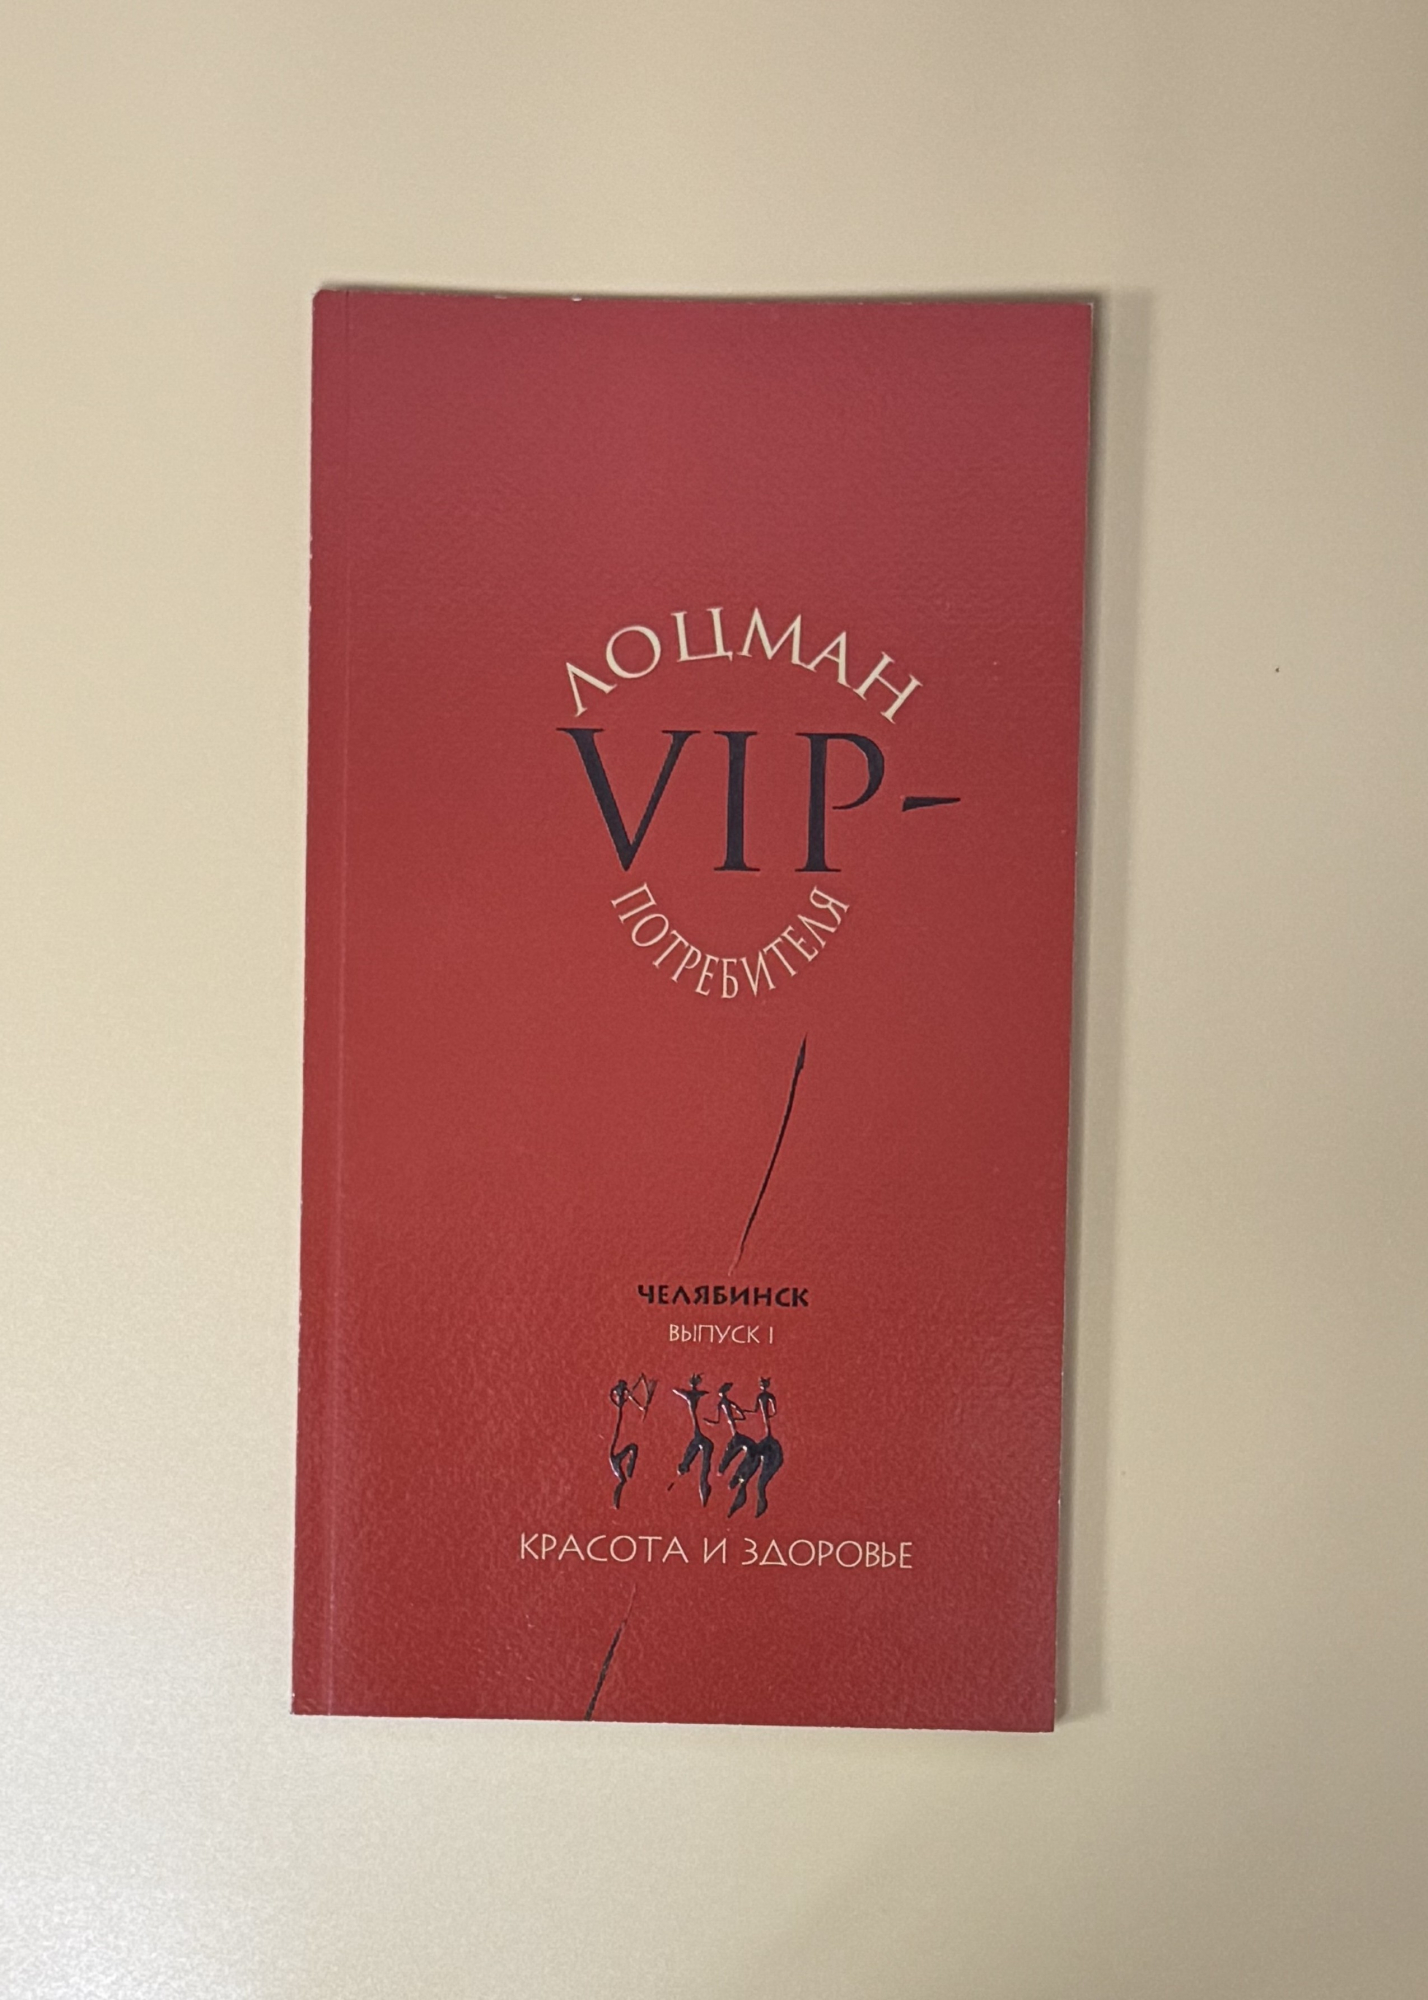 ЛОЦМАН
VIP-
ПОТРЕБИТЕЛЯ
ЧЕЛЯБИНСК
ВЫПУСК I
КРАСОТА И ЗДОРОВЬЕ